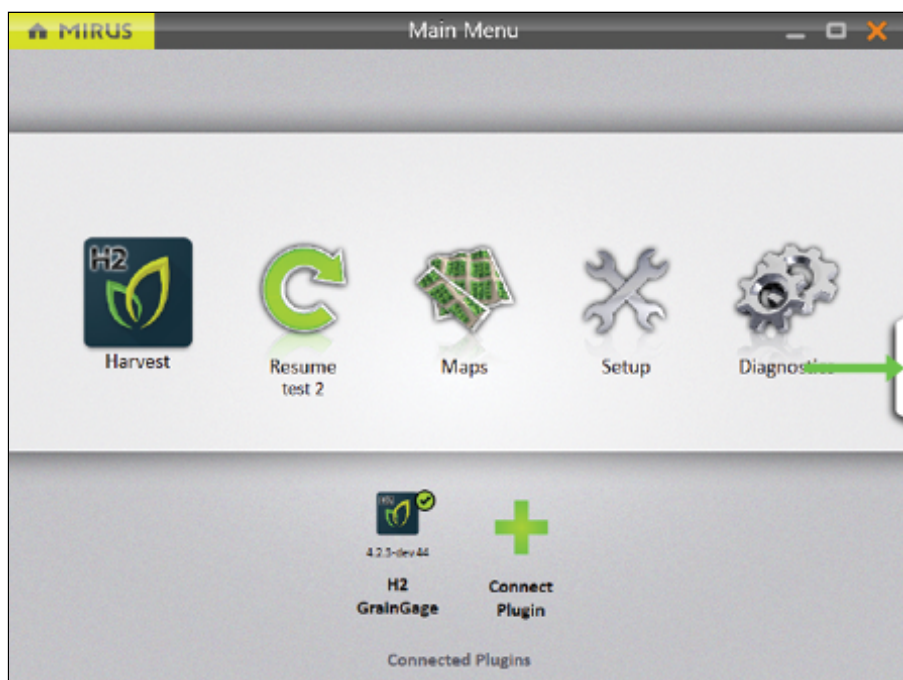 MIRUS
Main Menu
H2
Harvest
Resume
test 2
Maps
Setup
Diagnostics
4.2.3-dev.44
H2
GrainGage
Connect
Plugin
Connected Plugins